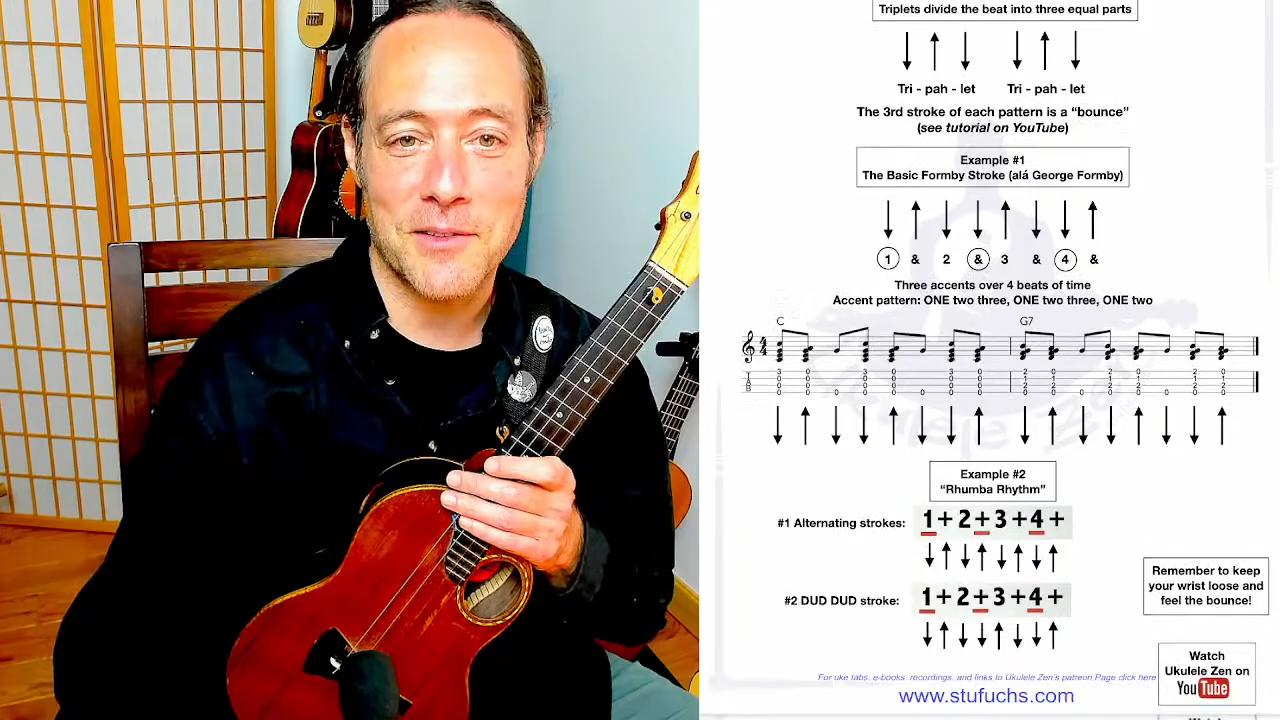 Triplets divide the beat into three equal parts
Tri - pah - let Tri - pah - let
The 3rd stroke of each pattern is a “bounce”
(see tutorial on YouTube)
Example #1
The Basic Formby Stroke (alá George Formby)
1 & 2 & 3 & 4 &
Three accents over 4 beats of time
Accent pattern: ONE two three, ONE two three, ONE two
C G7
Example #2
“Rhumba Rhythm”
#1 Alternating strokes: 1 + 2 + 3 + 4 +
#2 DUD DUD stroke: 1 + 2 + 3 + 4 +
Remember to keep
your wrist loose and
feel the bounce!
Watch
Ukulele Zen on
YouTube
For uke tabs, e-books, recordings, and links to Ukulele Zen's patreon Page click here
www.stufuchs.com